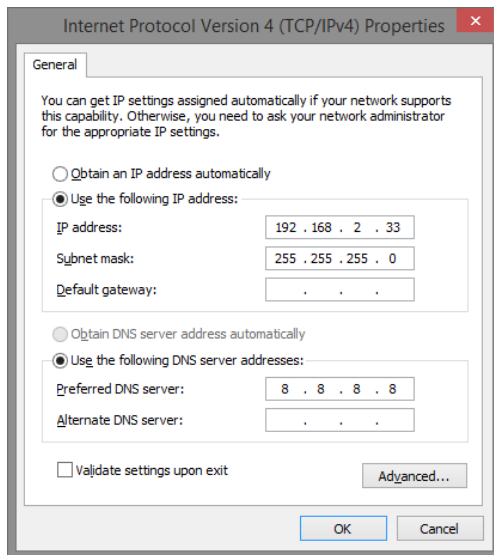 Internet Protocol Version 4 (TCP/IPv4) Properties
General
You can get IP settings assigned automatically if your network supports
this capability. Otherwise, you need to ask your network administrator
for the appropriate IP settings.
Obtain an IP address automatically
Use the following IP address:
IP address: 192 . 168 . 2 . 33
Subnet mask: 255 . 255 . 255 . 0
Default gateway: . . .
Obtain DNS server address automatically
Use the following DNS server addresses:
Preferred DNS server: 8 . 8 . 8 . 8
Alternate DNS server: . . .
Validate settings upon exit
Advanced...
OK Cancel